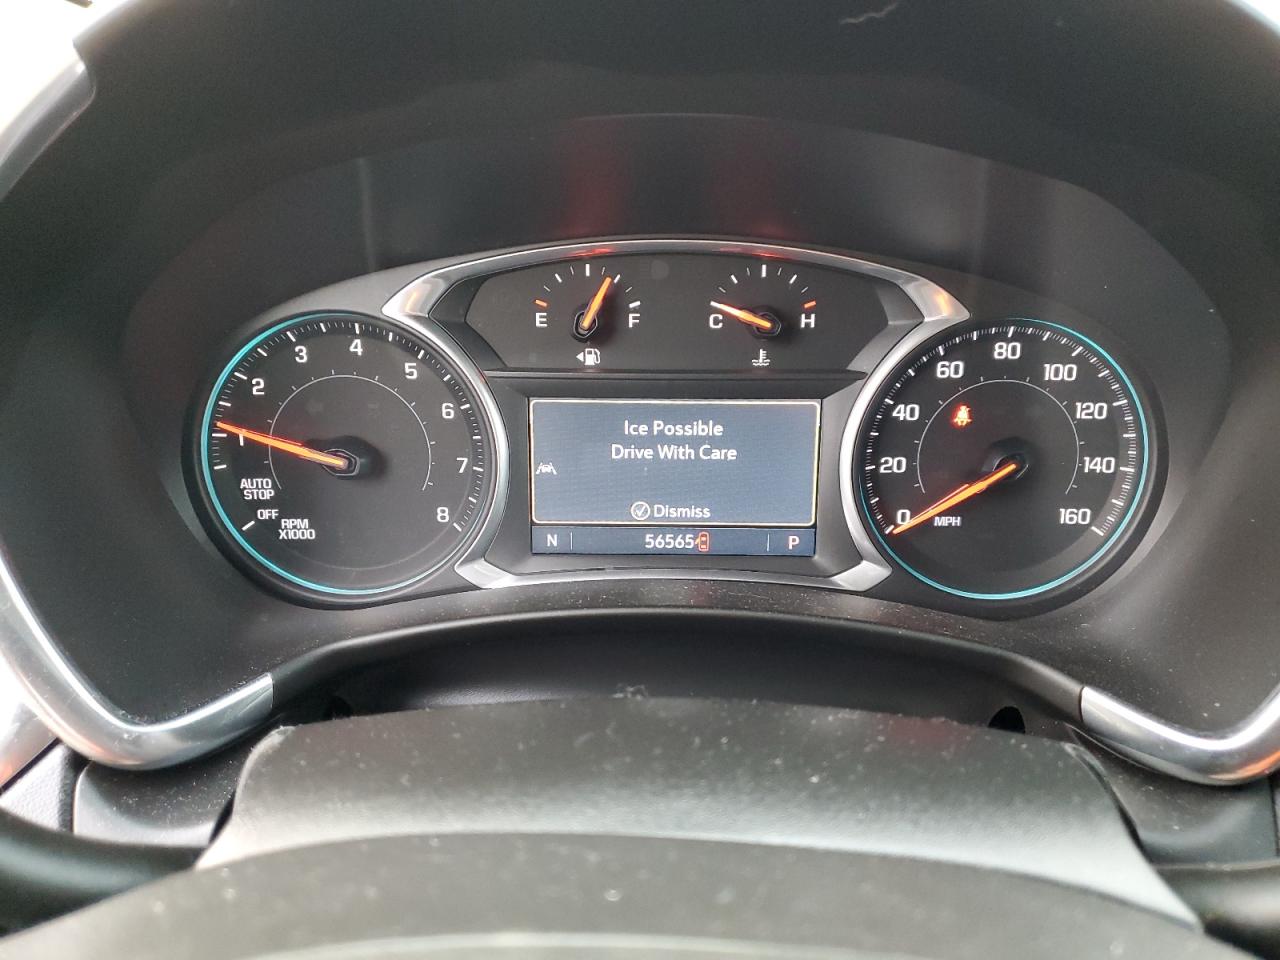 E F
C H
1 2 3 4 5 6 7 8
AUTO
STOP
OFF
RPM
X1000
Ice Possible
Drive With Care
Dismiss
N 56565 P
0 20 40 60 80 100 120 140 160
MPH